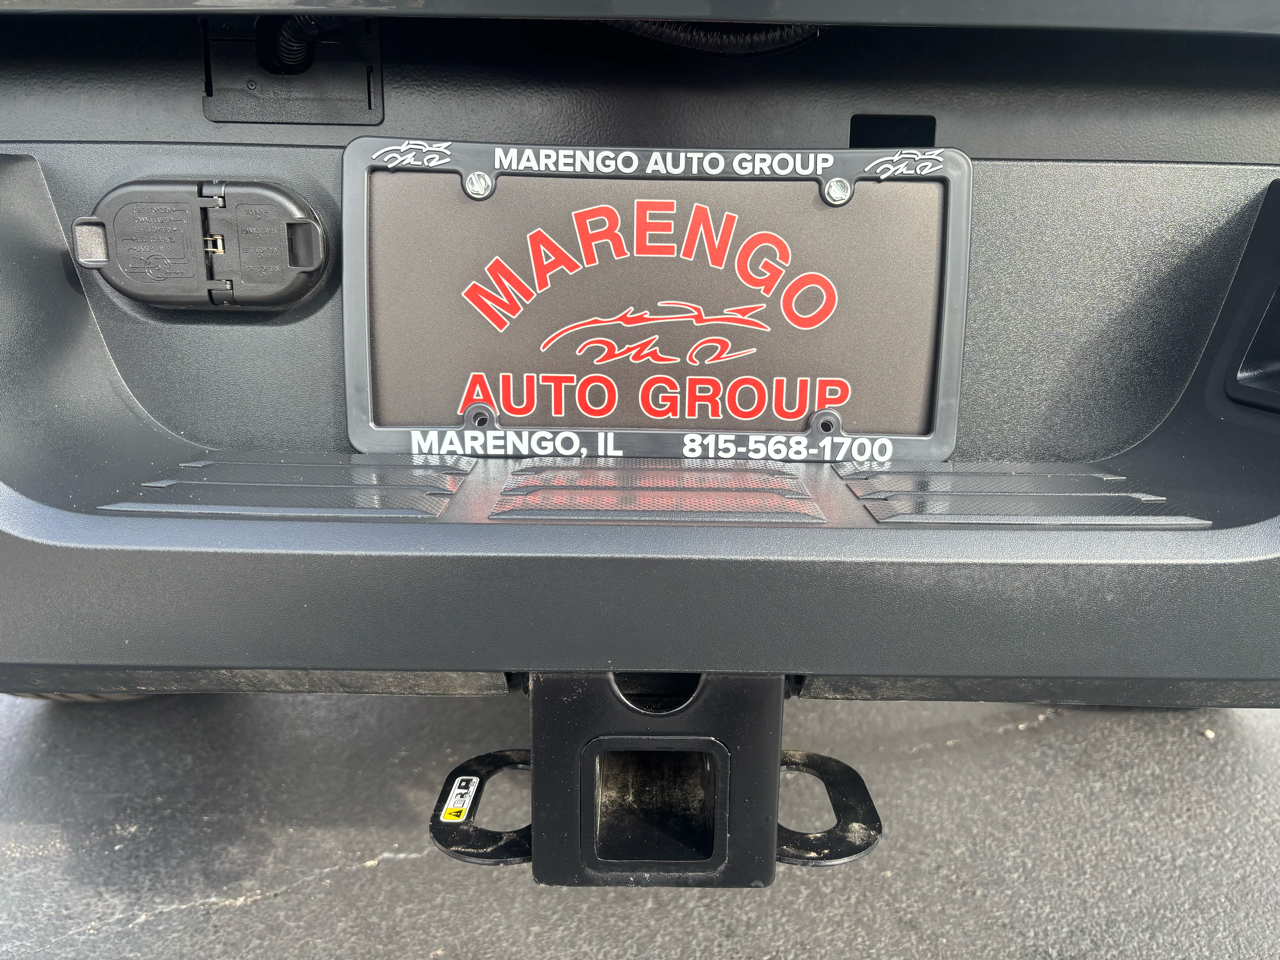 MARENGO AUTO GROUP
MARENGO
AUTO GROUP
MARENGO, IL 815-568-1700